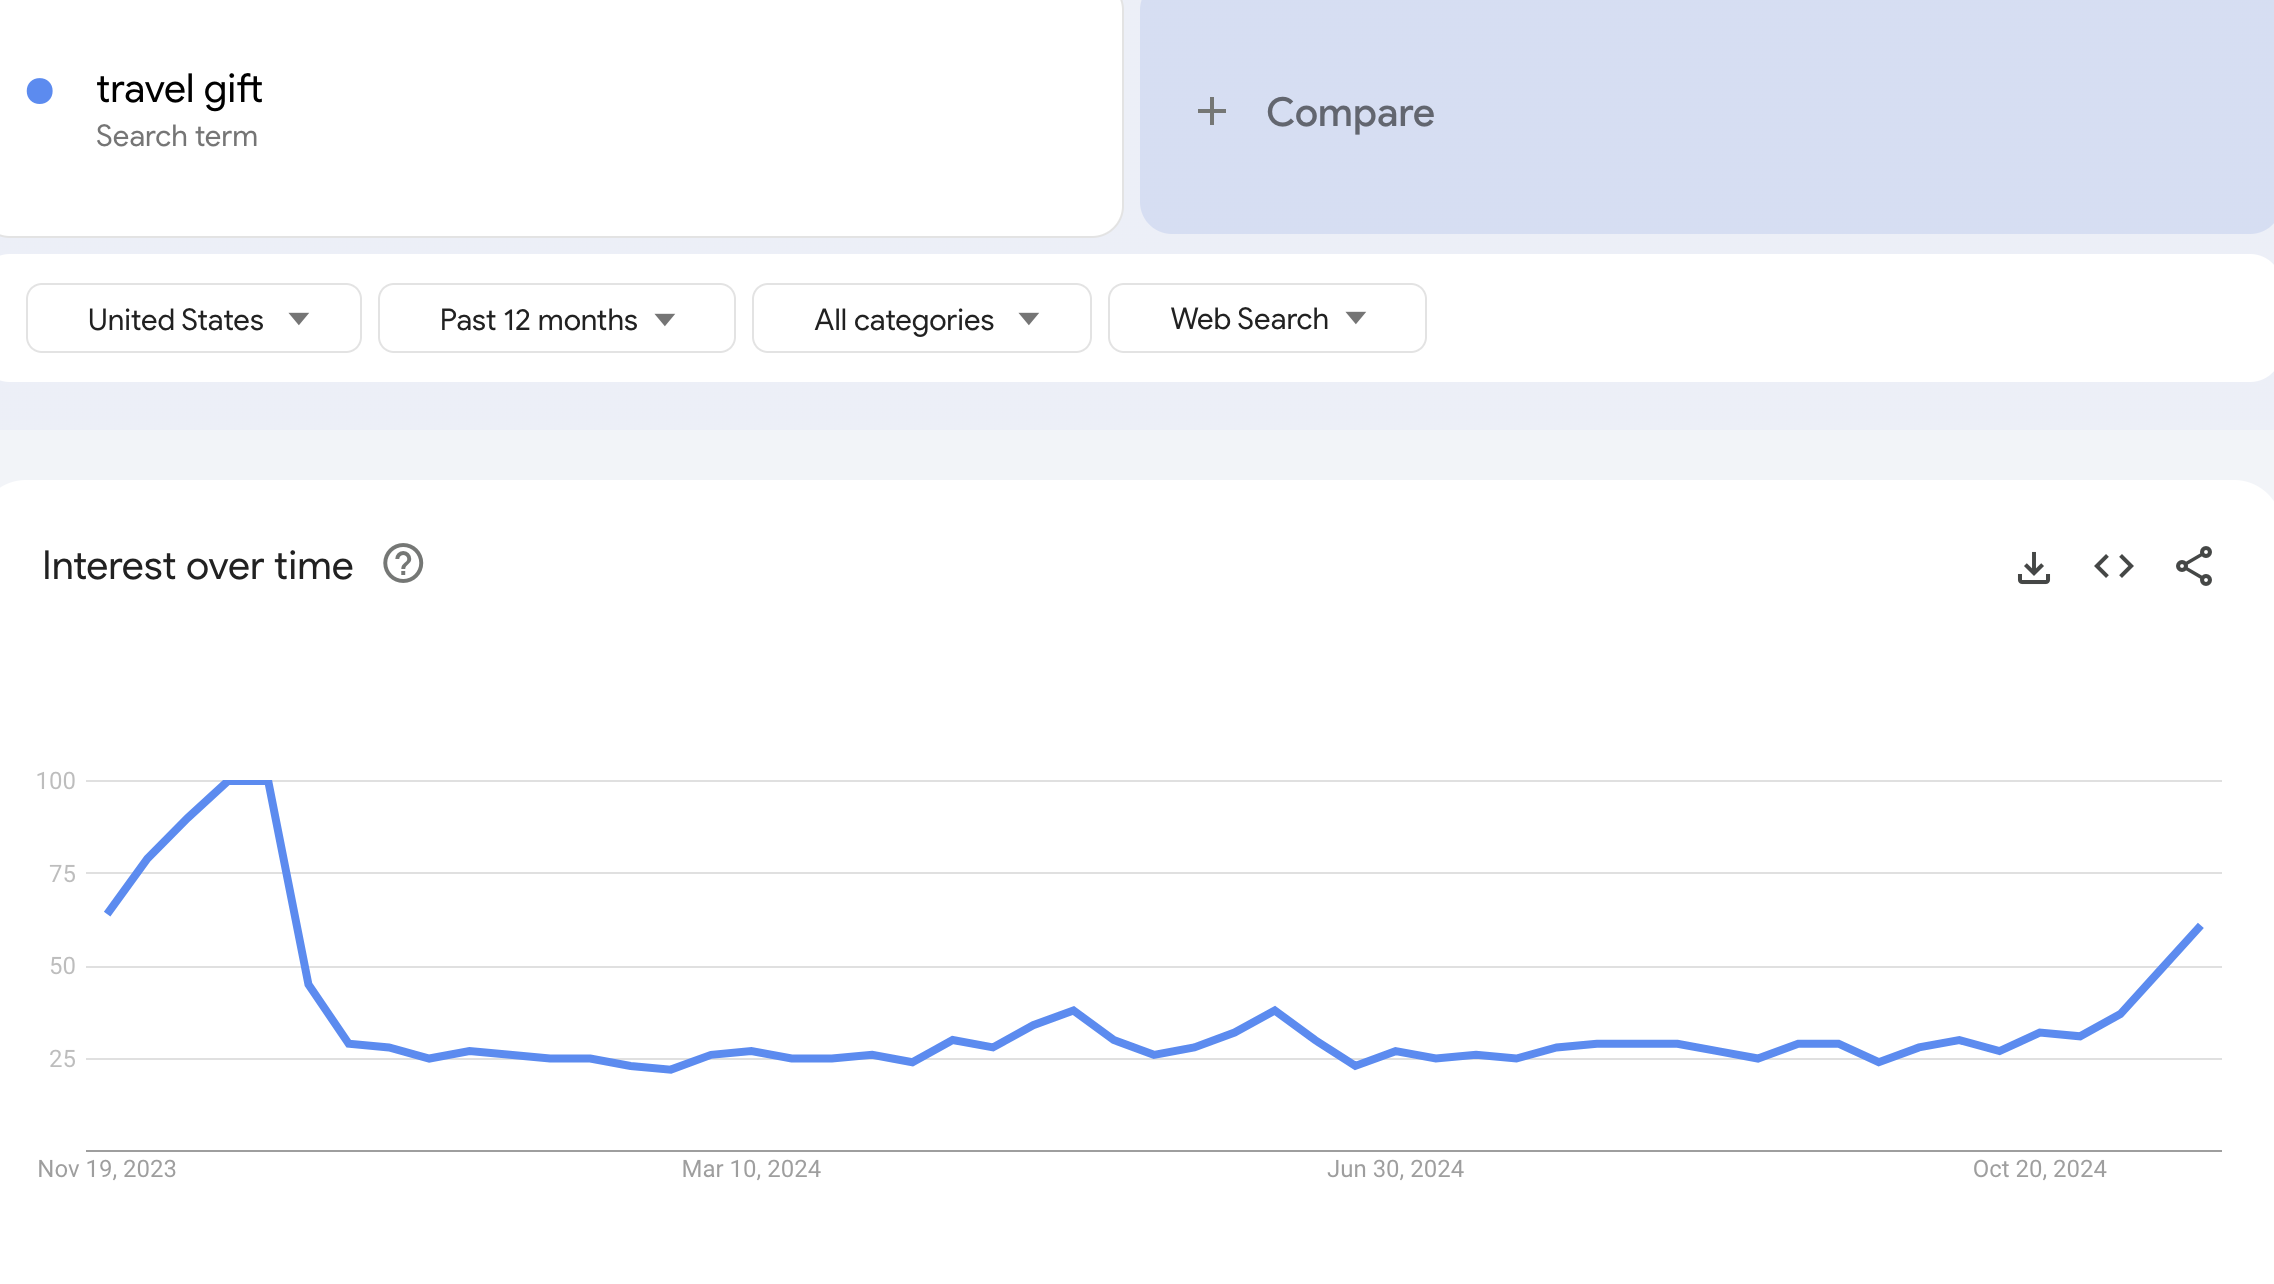 travel gift
Search term
+ Compare
United States
Past 12 months
All categories
Web Search
Interest over time
100
75
50
25
Nov 19, 2023
Mar 10, 2024
Jun 30, 2024
Oct 20, 2024